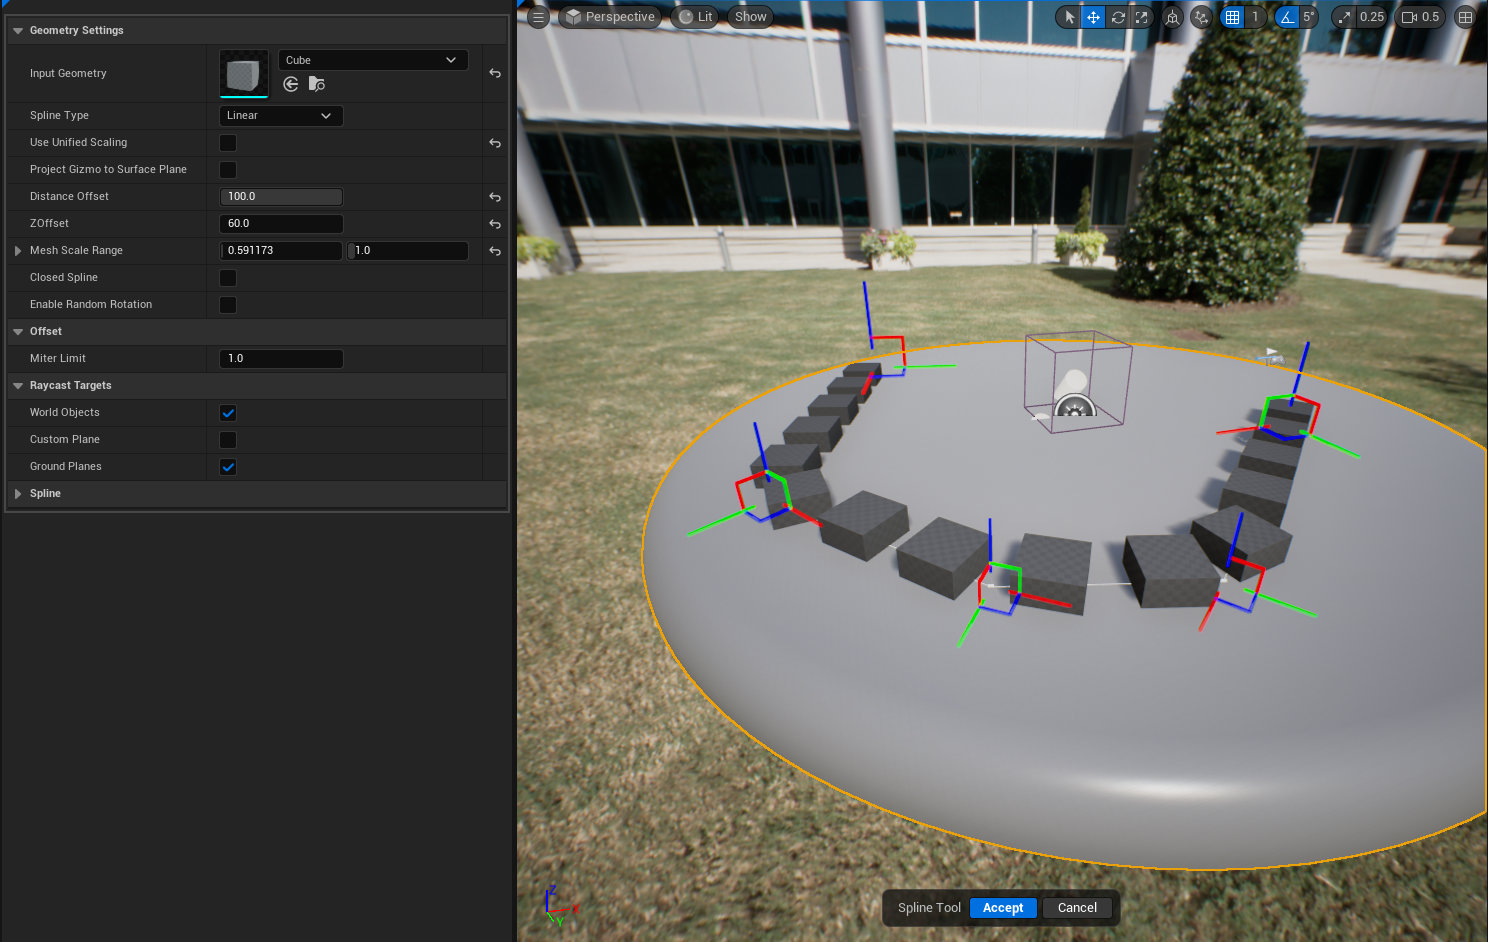 Geometry Settings
Input Geometry
Cube
Spline Type
Linear
Use Unified Scaling
Project Gizmo to Surface Plane
Distance Offset
100.0
ZOffset
60.0
Mesh Scale Range
0.591173
1.0
Closed Spline
Enable Random Rotation
Offset
Miter Limit
1.0
Raycast Targets
World Objects
Custom Plane
Ground Planes
Spline
Perspective
Lit
Show
1
5°
0.25
0.5
Z
X
Y
Spline Tool
Accept
Cancel